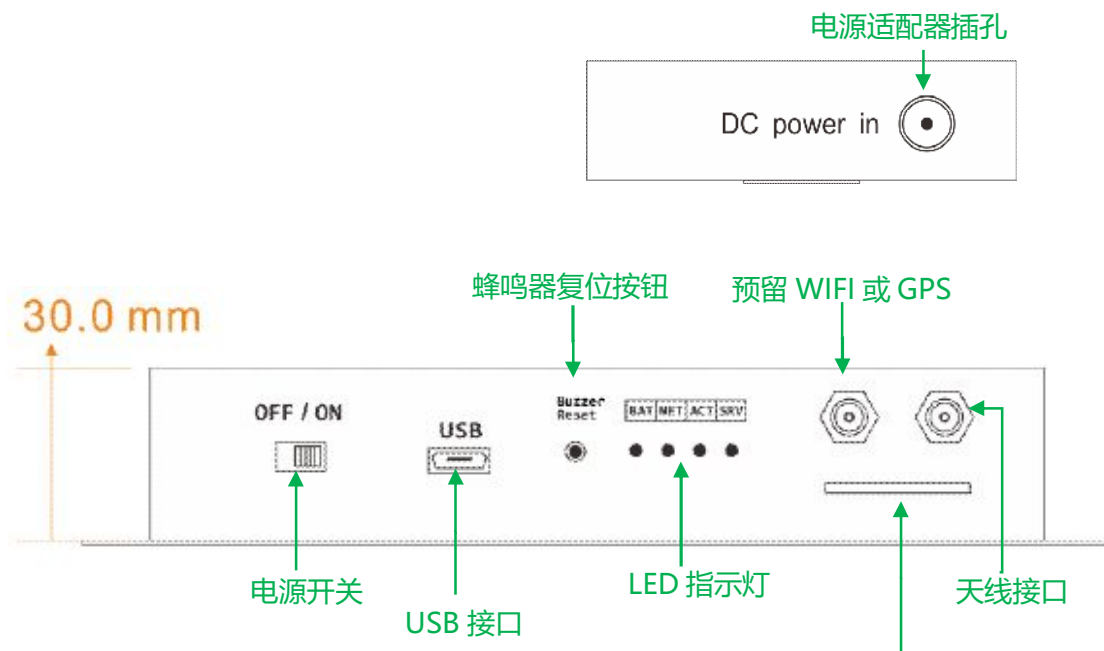 电源适配器插孔
DC power in
蜂鸣器复位按钮
预留 WIFI 或 GPS
30.0 mm
OFF / ON
USB
Buzzer
Reset
BAT NET ACT SRV
电源开关
USB 接口
LED 指示灯
天线接口